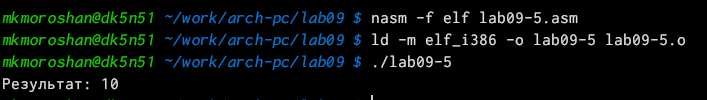 mkmoroshan@dk5n51 ~/work/arch-pc/lab09 $ nasm -f elf lab09-5.asm
mkmoroshan@dk5n51 ~/work/arch-pc/lab09 $ ld -m elf_i386 -o lab09-5 lab09-5.o
mkmoroshan@dk5n51 ~/work/arch-pc/lab09 $ ./lab09-5
Результат: 10